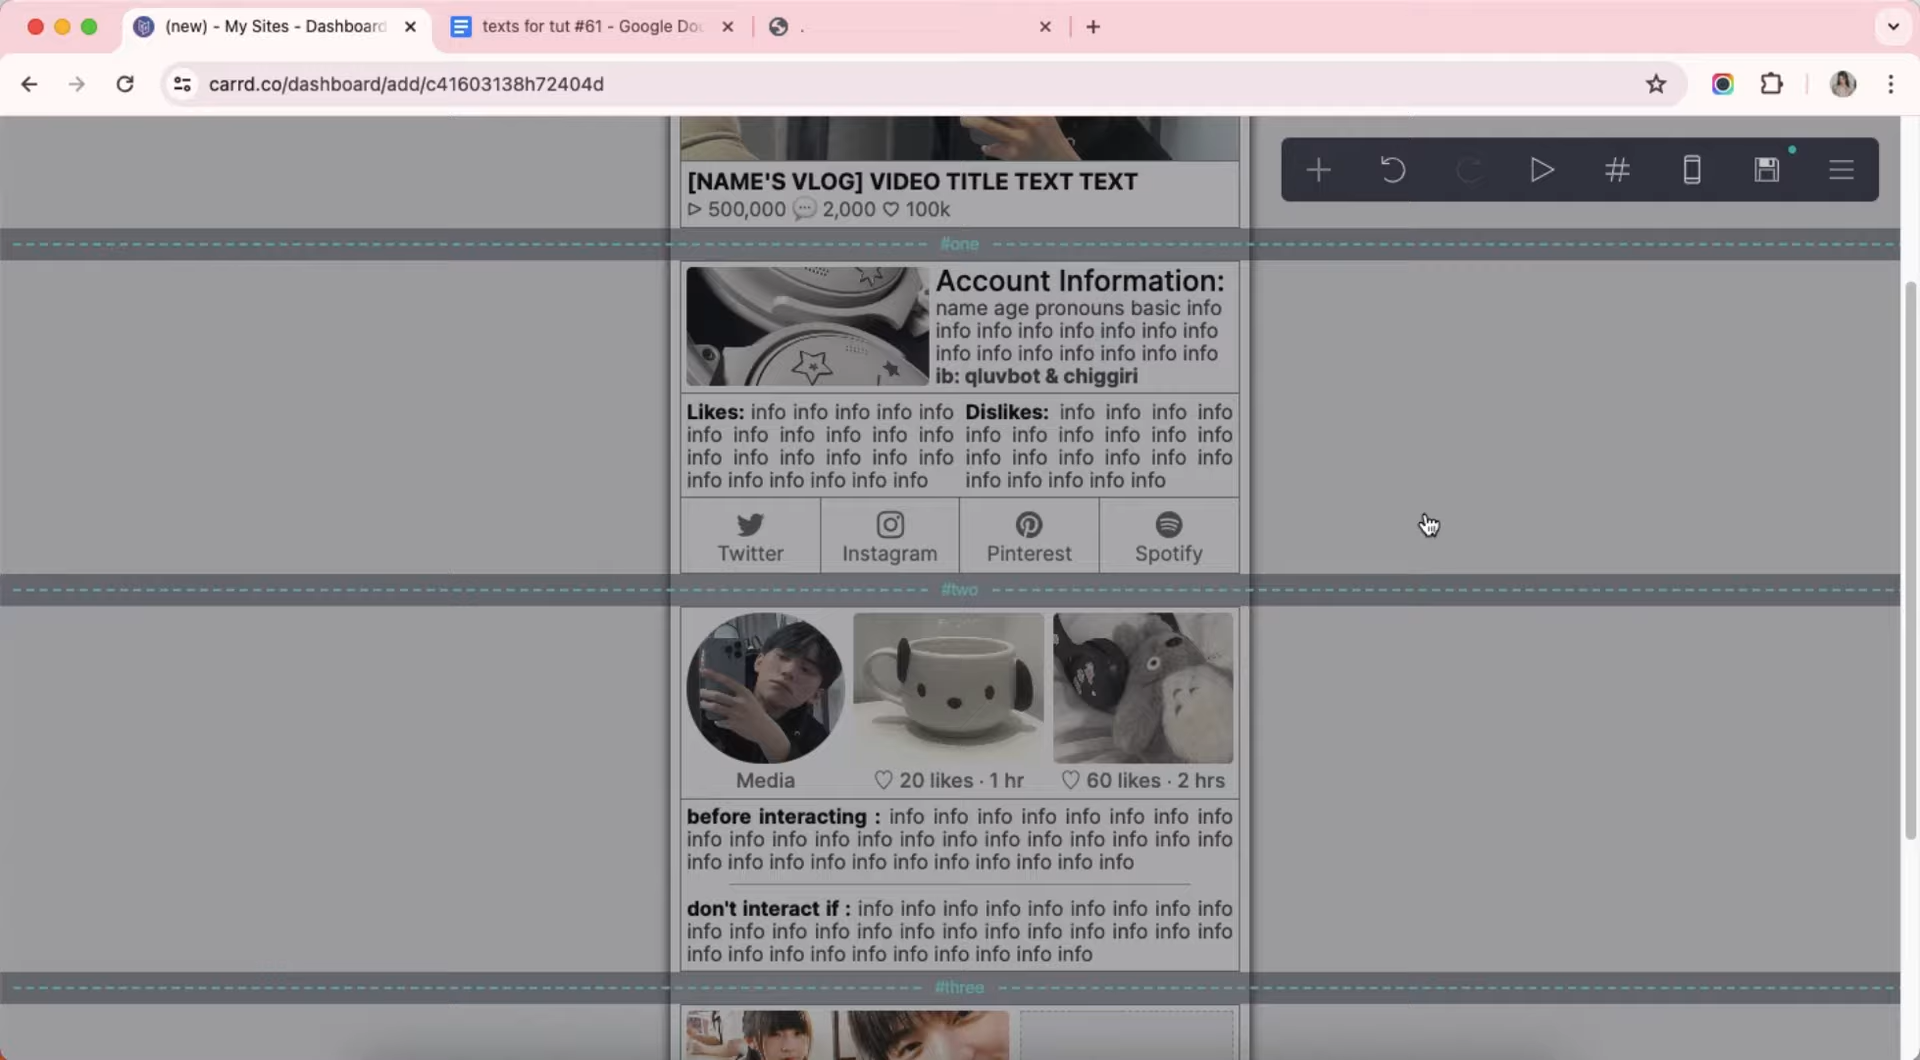 (new) - My Sites - Dashboard
texts for tut #61 - Google Do
.
carrd.co/dashboard/add/c41603138h72404d
[NAME'S VLOG] VIDEO TITLE TEXT TEXT
▷ 500,000 💬 2,000 ♡ 100k
#one
Account Information:
name age pronouns basic info
info info info info info info info
info info info info info info info
ib: qluvbot & chiggiri
Likes: info info info info info
info info info info info info
info info info info info info
info info info info info info
Dislikes: info info info info
info info info info info info
info info info info info info
info info info info info
Twitter
Instagram
Pinterest
Spotify
#two
Media
♡ 20 likes · 1 hr
♡ 60 likes · 2 hrs
before interacting : info info info info info info info info
info info info info info info info info info info info info info
info info info info info info info info info info info
don't interact if : info info info info info info info info info
info info info info info info info info info info info info info
info info info info info info info info info info
#three